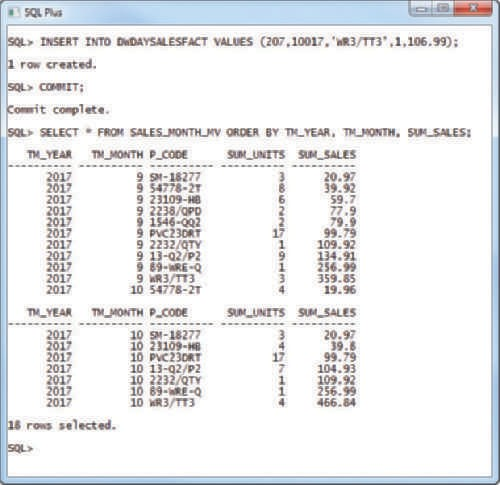 SQL Plus
SQL> INSERT INTO DWDAYSALESFACT VALUES (207,10017,'WR3/TT3',1,106.99);
1 row created.
SQL> COMMIT;
Commit complete.
SQL> SELECT * FROM SALES_MONTH_MV ORDER BY TM_YEAR, TM_MONTH, SUM_SALES;
TM_YEAR TM_MONTH P_CODE SUM_UNITS SUM_SALES
2017 9 SM-18277 3 20.97
2017 9 54778-2T 8 39.92
2017 9 23109-HB 6 59.7
2017 9 2238/QPD 2 77.9
2017 9 1546-QQ2 2 79.9
2017 9 PVC23DRT 17 99.79
2017 9 2232/QTY 1 109.92
2017 9 13-Q2/P2 9 134.91
2017 9 89-WRE-Q 1 256.99
2017 9 WR3/TT3 3 359.85
2017 10 54778-2T 4 19.96
TM_YEAR TM_MONTH P_CODE SUM_UNITS SUM_SALES
2017 10 SM-18277 3 20.97
2017 10 23109-HB 4 39.8
2017 10 PVC23DRT 17 99.79
2017 10 13-Q2/P2 7 104.93
2017 10 2232/QTY 1 109.92
2017 10 89-WRE-Q 1 256.99
2017 10 WR3/TT3 4 466.84
18 rows selected.
SQL>